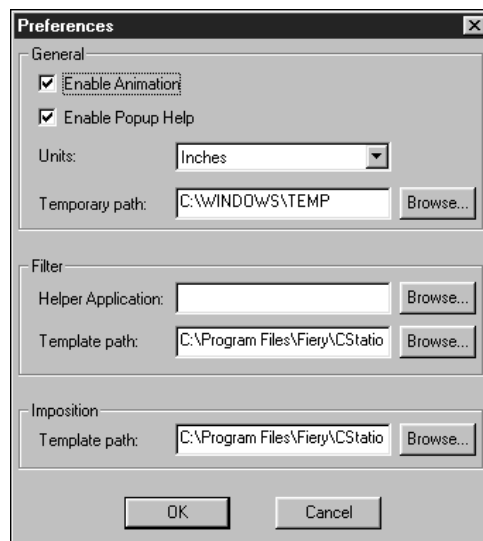 Preferences
General
Enable Animation
Enable Popup Help
Units: Inches
Temporary path: C:\WINDOWS\TEMP Browse...
Filter
Helper Application: Browse...
Template path: C:\Program Files\Fiery\CStatio Browse...
Imposition
Template path: C:\Program Files\Fiery\CStatio Browse...
OK Cancel